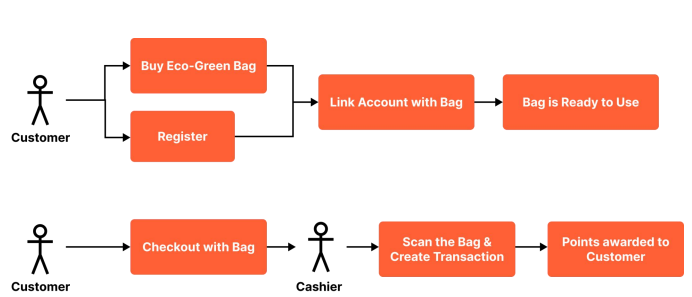 Buy Eco-Green Bag
Customer
Register
Link Account with Bag
Bag is Ready to Use
Customer
Checkout with Bag
Cashier
Scan the Bag &
Create Transaction
Points awarded to
Customer